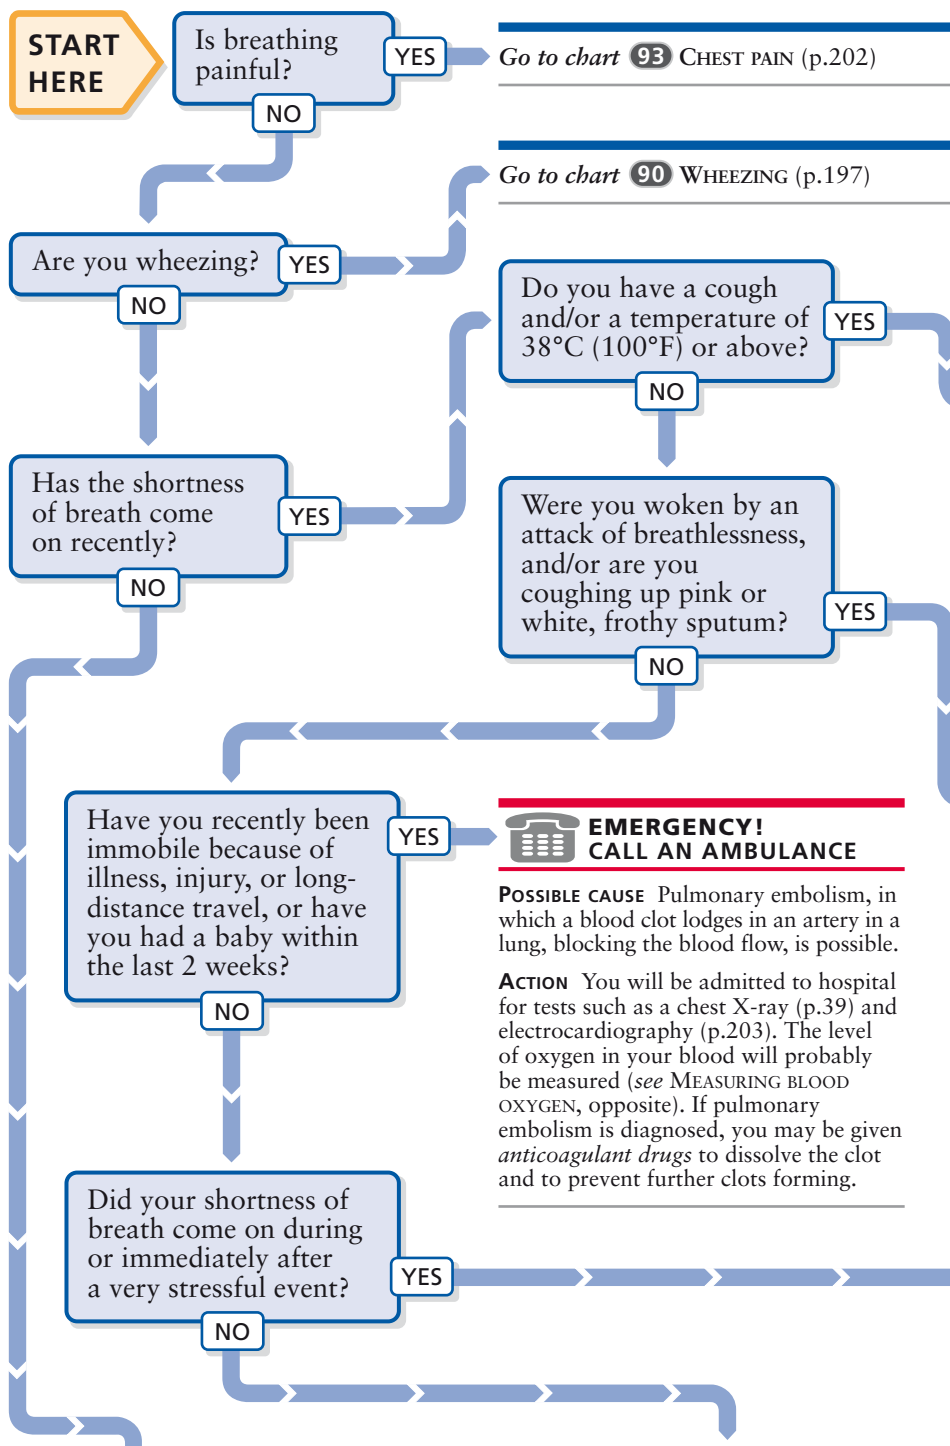 START
HERE
Is breathing
painful?
YES
NO
Go to chart 93 CHEST PAIN (p.202)
Go to chart 90 WHEEZING (p.197)
Are you wheezing?
YES
NO
Do you have a cough
and/or a temperature of
38°C (100°F) or above?
YES
NO
Has the shortness
of breath come
on recently?
YES
NO
Were you woken by an
attack of breathlessness,
and/or are you
coughing up pink or
white, frothy sputum?
YES
NO
Have you recently been
immobile because of
illness, injury, or long-
distance travel, or have
you had a baby within
the last 2 weeks?
YES
NO
EMERGENCY!
CALL AN AMBULANCE
POSSIBLE CAUSE Pulmonary embolism, in
which a blood clot lodges in an artery in a
lung, blocking the blood flow, is possible.
ACTION You will be admitted to hospital
for tests such as a chest X-ray (p.39) and
electrocardiography (p.203). The level
of oxygen in your blood will probably
be measured (see MEASURING BLOOD
OXYGEN, opposite). If pulmonary
embolism is diagnosed, you may be given
anticoagulant drugs to dissolve the clot
and to prevent further clots forming.
Did your shortness of
breath come on during
or immediately after
a very stressful event?
YES
NO